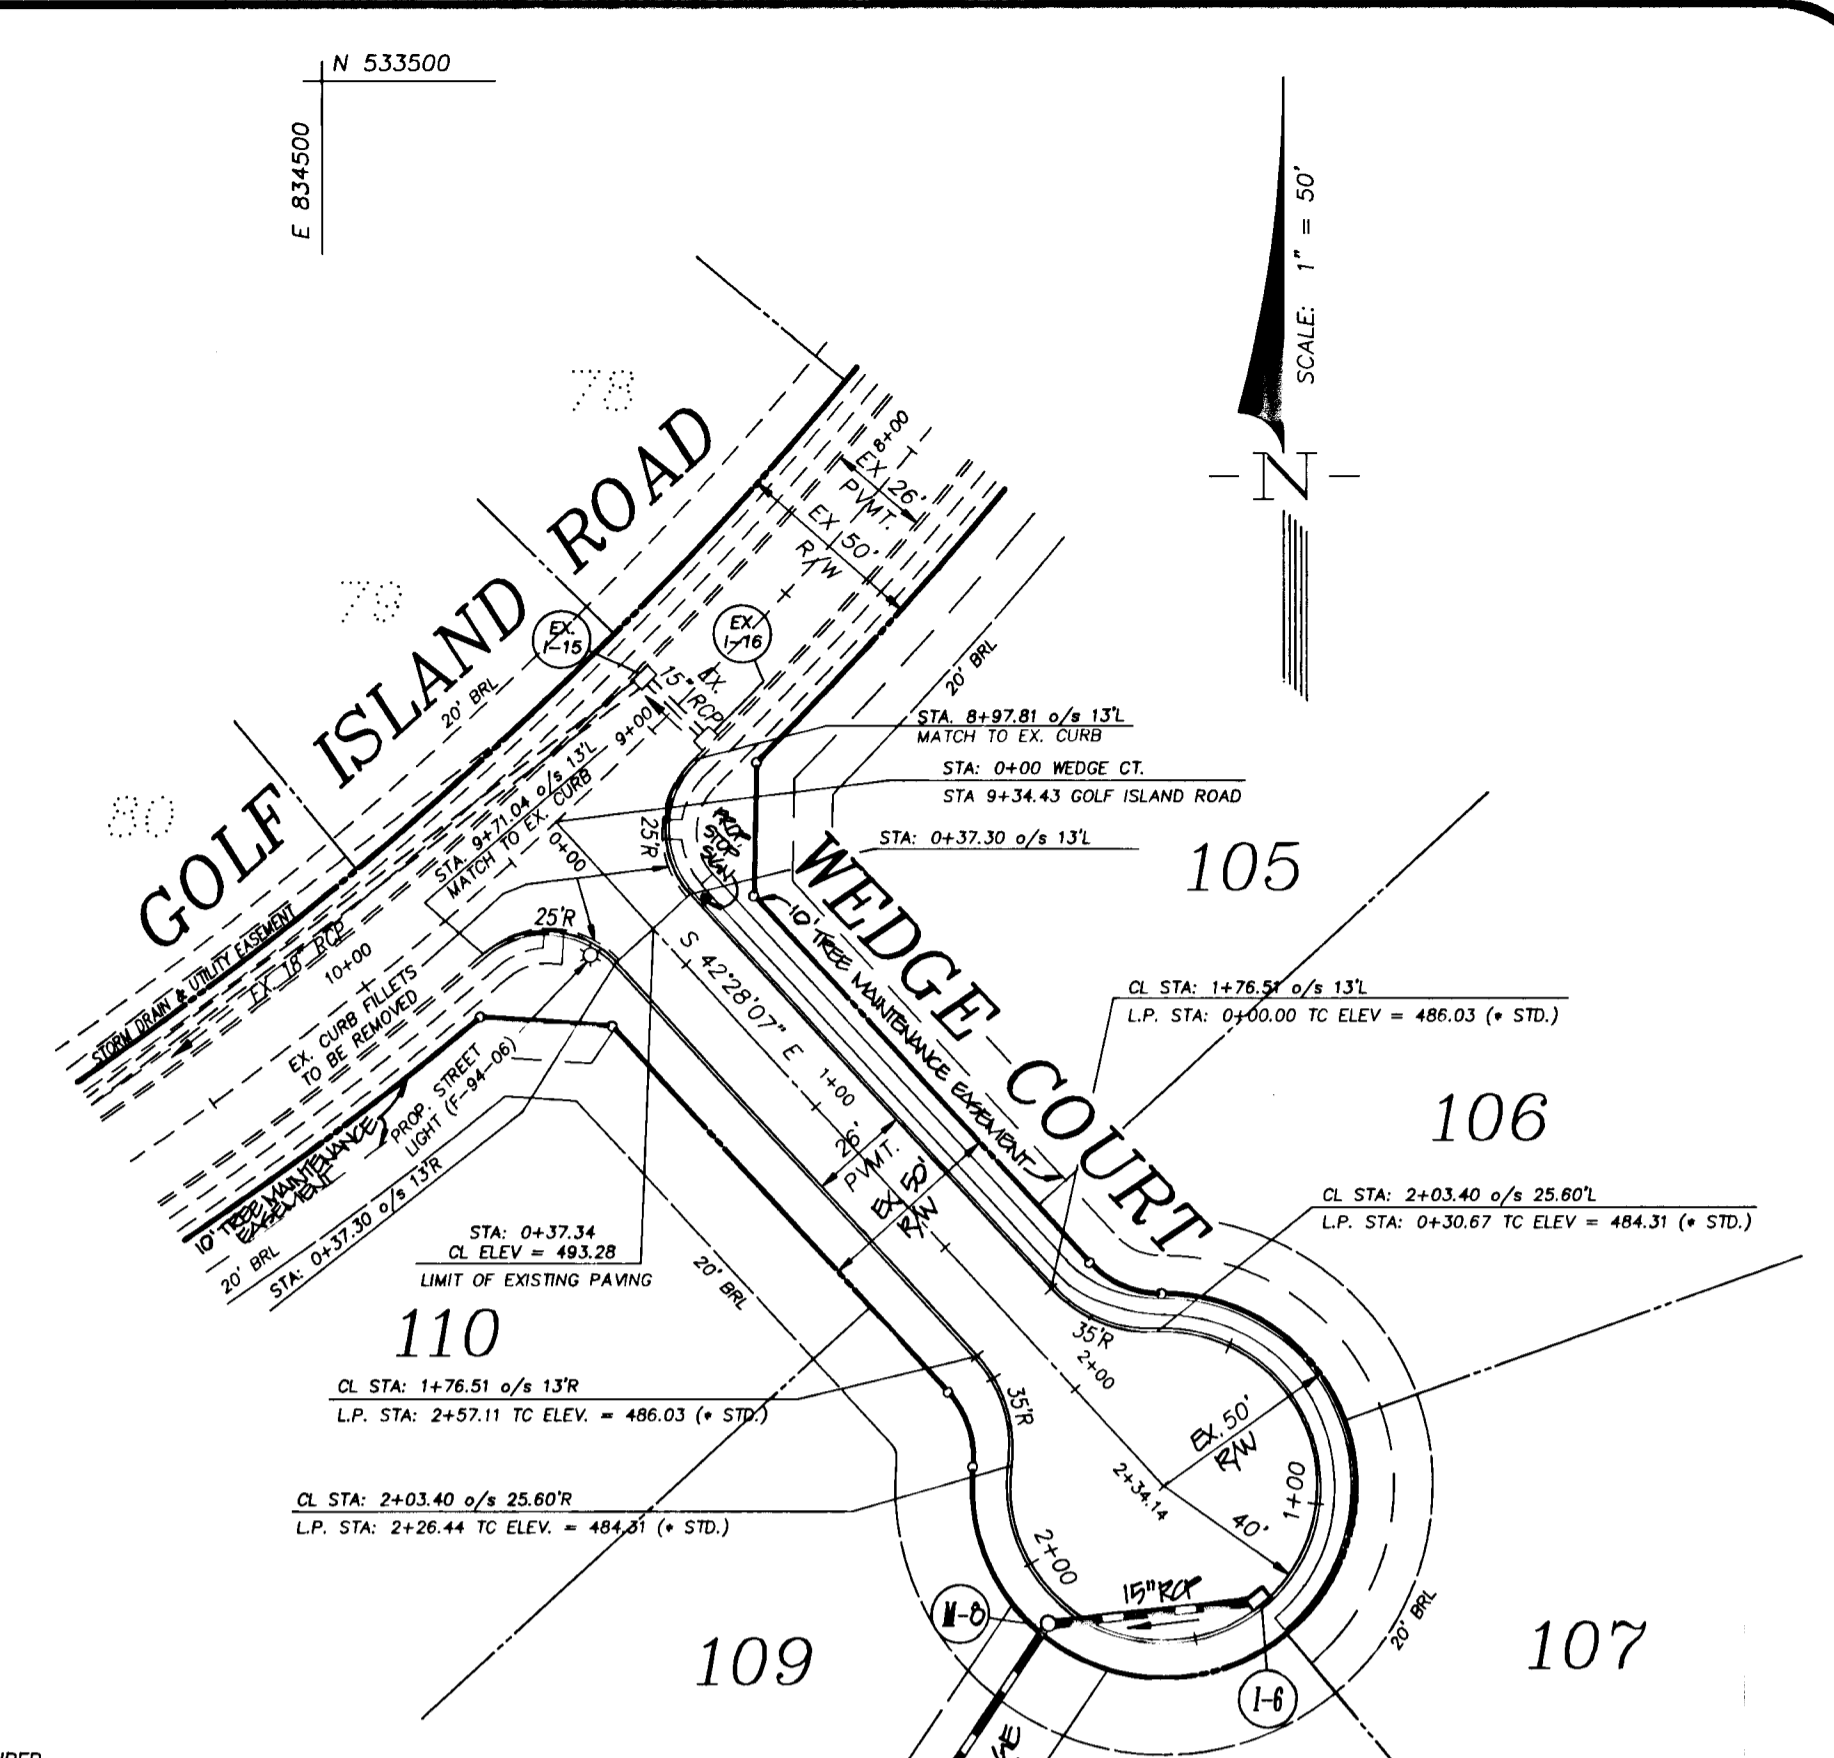 N 533500
E 834500
SCALE: 1" = 50'
- N -
78
79
80
GOLF ISLAND ROAD
8+00
EX 26'
PVMT.
EX 50'
R/W
EX.
I-15
EX.
I-16
20' BRL
20' BRL
EX.
15" RCP
9+00
STA. 8+97.81 o/s 13'L
MATCH TO EX. CURB
STA: 0+00 WEDGE CT.
STA 9+34.43 GOLF ISLAND ROAD
STA: 0+37.30 o/s 13'L
STA. 9+71.04 o/s 13'L
MATCH TO EX. CURB
0+00
25'R
PROP.
STOP
SIGN
WEDGE COURT
105
STORM DRAIN & UTILITY EASEMENT
EX 18" RCP
10+00
25'R
EX. CURB FILLETS
TO BE REMOVED
S 42°28'07" E
10' TREE MAINTENANCE EASEMENT
CL STA: 1+76.51 o/s 13'L
L.P. STA: 0+00.00 TC ELEV = 486.03 (* STD.)
1+00
26'
PVMT.
EX 50'
R/W
106
PROP. STREET
LIGHT (F-94-06)
10' TREE MAINTENANCE
EASEMENT
20' BRL
STA: 0+37.30 o/s 13'R
STA: 0+37.34
CL ELEV = 493.28
LIMIT OF EXISTING PAVING
20' BRL
CL STA: 2+03.40 o/s 25.60'L
L.P. STA: 0+30.67 TC ELEV = 484.31 (* STD.)
110
35'R
2+00
CL STA: 1+76.51 o/s 13'R
L.P. STA: 2+57.11 TC ELEV. = 486.03 (* STD.)
35'R
EX. 50'
R/W
2+34.14
1+00
40'
CL STA: 2+03.40 o/s 25.60'R
L.P. STA: 2+26.44 TC ELEV. = 484.31 (* STD.)
2+00
15" RCP
M-8
I-6
20' BRL
109
107